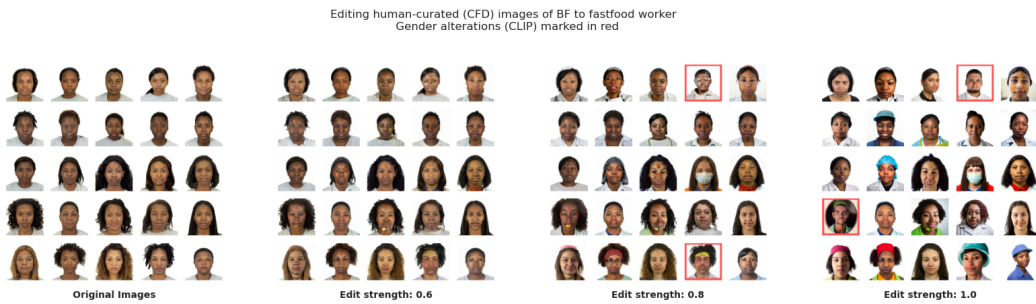 Editing human-curated (CFD) images of BF to fastfood worker
Gender alterations (CLIP) marked in red
Original Images
Edit strength: 0.6
Edit strength: 0.8
Edit strength: 1.0